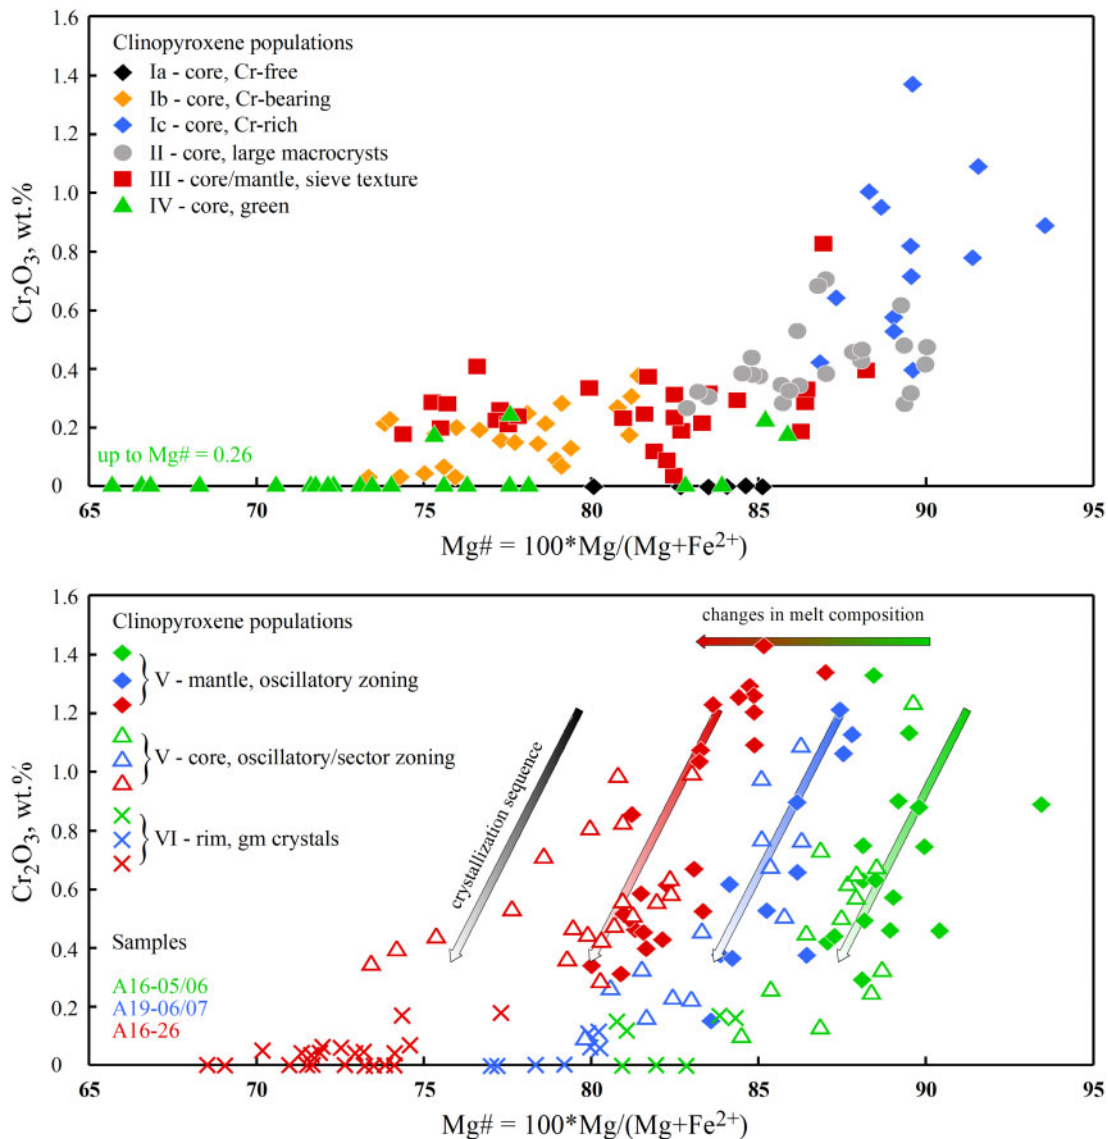 1.6
1.4
1.2
1.0
0.8
0.6
0.4
0.2
0
Cr₂O₃, wt.%
Clinopyroxene populations
Ia - core, Cr-free
Ib - core, Cr-bearing
Ic - core, Cr-rich
II - core, large macrocrysts
III - core/mantle, sieve texture
IV - core, green
up to Mg# = 0.26
65 70 75 80 85 90 95
Mg# = 100*Mg/(Mg+Fe²⁺)
1.6
1.4
1.2
1.0
0.8
0.6
0.4
0.2
0
Cr₂O₃, wt.%
Clinopyroxene populations
V - mantle, oscillatory zoning
V - core, oscillatory/sector zoning
VI - rim, gm crystals
Samples
A16-05/06
A19-06/07
A16-26
crystallization sequence
changes in melt composition
65 70 75 80 85 90 95
Mg# = 100*Mg/(Mg+Fe²⁺)